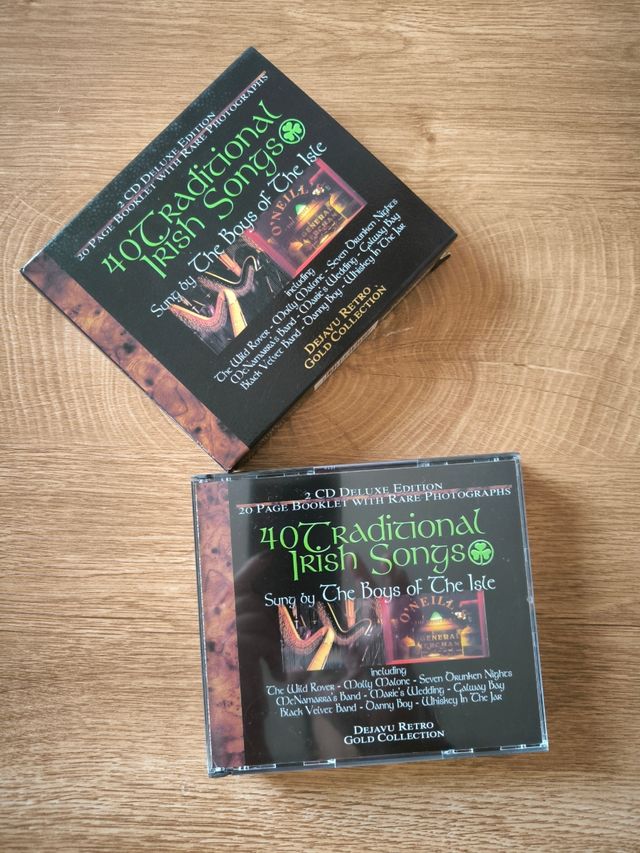 2 CD Deluxe Edition
20 Page Booklet with Rare Photographs
40 Traditional
Irish Songs
Sung by The Boys of The Isle
O'NEILL
GENERAL
including
The Wild Rover - Molly Malone - Seven Drunken Nights
McNamarra's Band - Marie's Wedding - Galway Bay
Black Velvet Band - Danny Boy - Whiskey In The Jar
Dejavu Retro
Gold Collection
2 CD Deluxe Edition
20 Page Booklet with Rare Photographs
40 Traditional
Irish Songs
Sung by The Boys of The Isle
O'NEILL
GENERAL
including
The Wild Rover - Molly Malone - Seven Drunken Nights
McNamarra's Band - Marie's Wedding - Galway Bay
Black Velvet Band - Danny Boy - Whiskey In The Jar
Dejavu Retro
Gold Collection